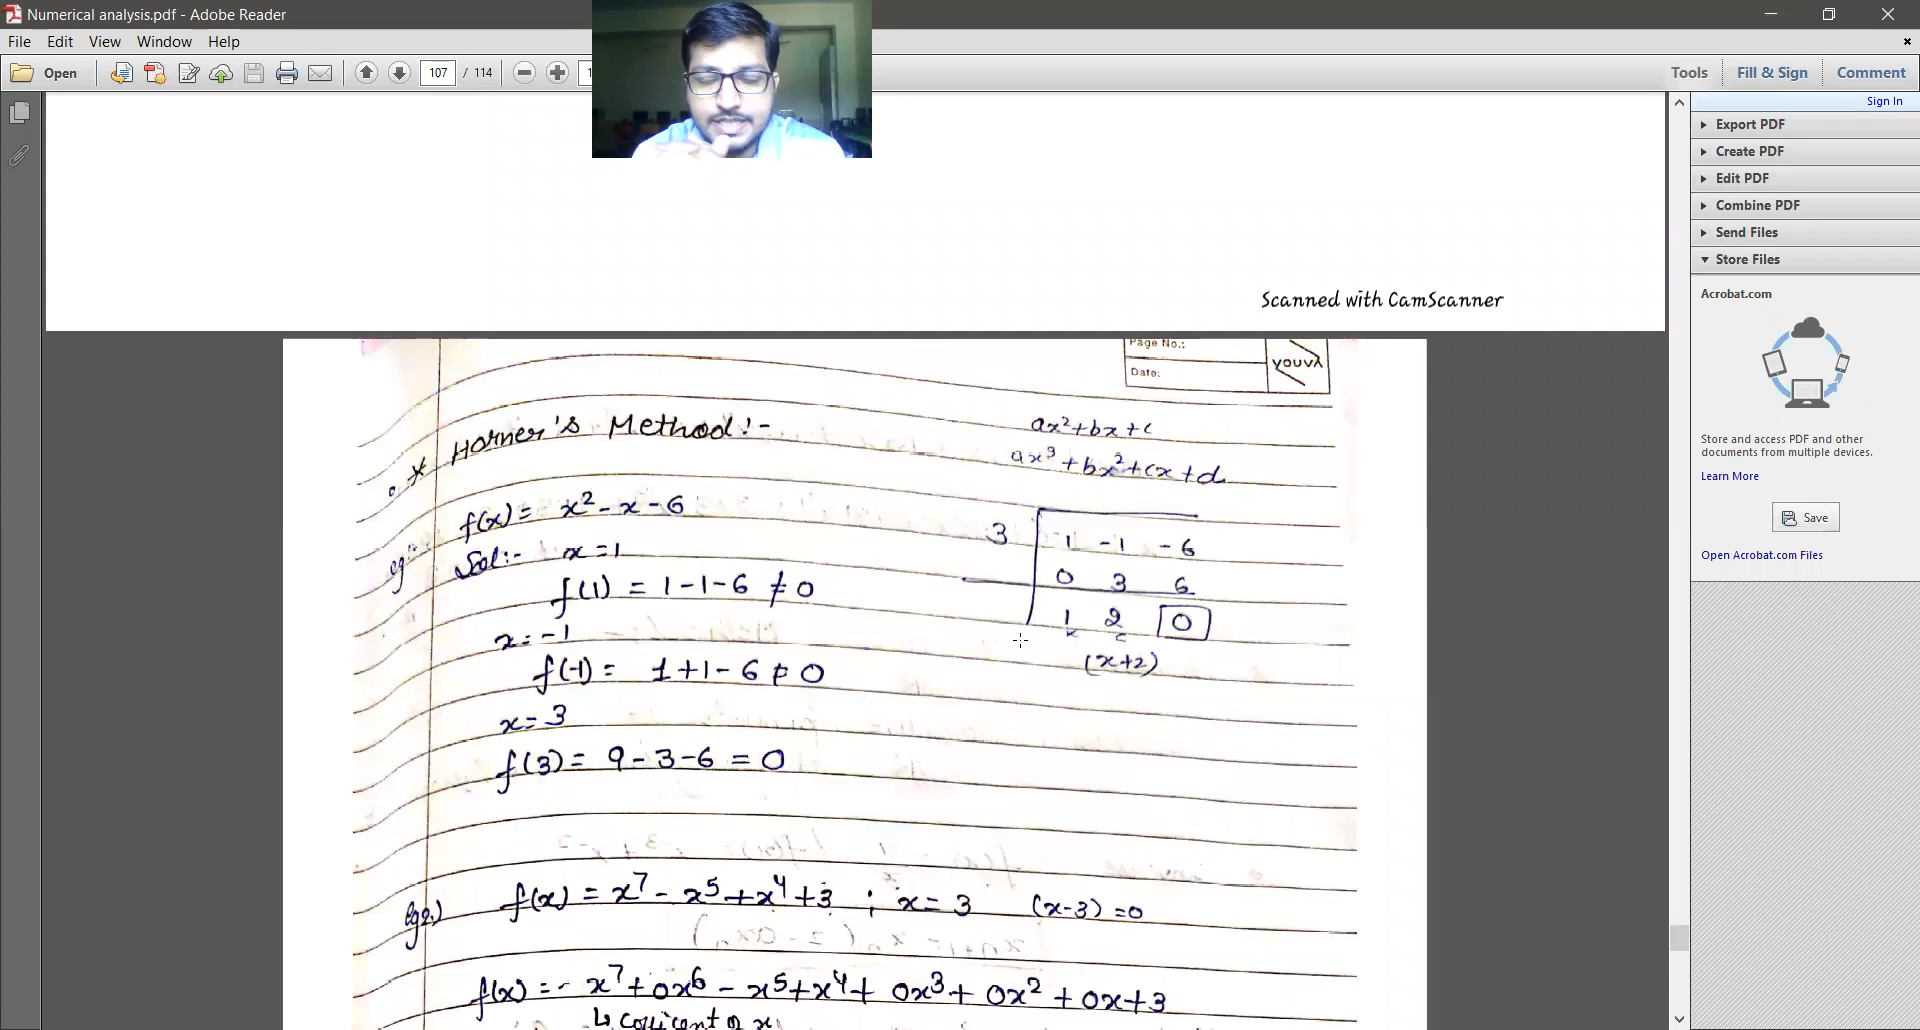 Numerical analysis.pdf - Adobe Reader
File Edit View Window Help
Open 107 / 114 Tools Fill & Sign Comment
Sign In
Export PDF
Create PDF
Edit PDF
Combine PDF
Send Files
Store Files
Acrobat.com
Store and access PDF and other
documents from multiple devices.
Learn More
Save
Open Acrobat.com Files
Scanned with CamScanner
Page No.:
Date:
YOUVA
* Horner's Method:-
ax²+bx+c
ax³+bx²+cx+d
eg f(x) = x²-x-6
Sol:- x=1
f(1) = 1-1-6 ≠ 0
x=-1
f(-1) = 1+1-6 ≠ 0
x=3
f(3) = 9-3-6 = 0
3 1 -1 -6
0 3 6
1 2 0
(x+2)
eg2.) f(x) = x⁷-x⁵+x⁴+3 ; x=3 (x-3)=0
f(x) =- x⁷+0x⁶-x⁵+x⁴+0x³+0x²+0x+3